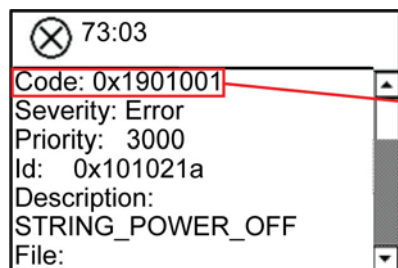 73:03
Code: 0x1901001
Severity: Error
Priority: 3000
Id: 0x101021a
Description:
STRING_POWER_OFF
File: